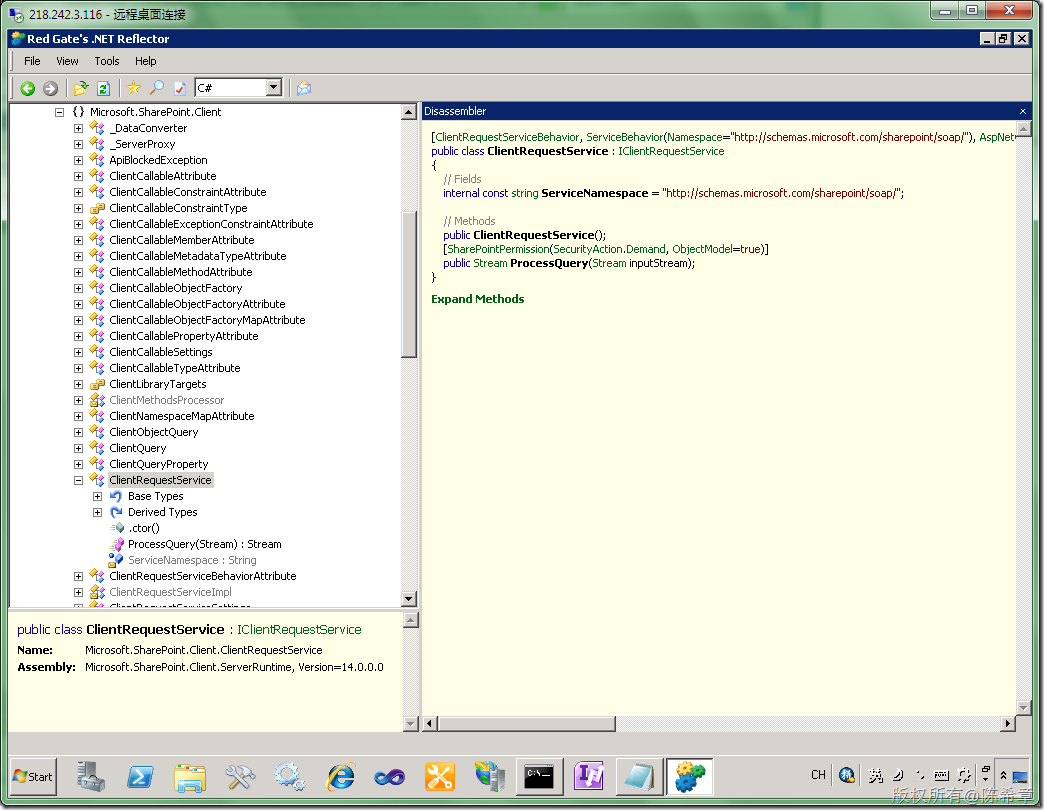 218.242.3.116 - 远程桌面连接
Red Gate's .NET Reflector
File View Tools Help
C#
Microsoft.SharePoint.Client
_DataConverter
_ServerProxy
ApiBlockedException
ClientCallableAttribute
ClientCallableConstraintAttribute
ClientCallableConstraintType
ClientCallableExceptionConstraintAttribute
ClientCallableMemberAttribute
ClientCallableMetadataTypeAttribute
ClientCallableMethodAttribute
ClientCallableObjectFactory
ClientCallableObjectFactoryAttribute
ClientCallableObjectFactoryMapAttribute
ClientCallablePropertyAttribute
ClientCallableSettings
ClientCallableTypeAttribute
ClientLibraryTargets
ClientMethodsProcessor
ClientNamespaceMapAttribute
ClientObjectQuery
ClientQuery
ClientQueryProperty
ClientRequestService
Base Types
Derived Types
.ctor()
ProcessQuery(Stream) : Stream
ServiceNamespace : String
ClientRequestServiceBehaviorAttribute
ClientRequestServiceImpl
ClientRequestServiceSettings
public class ClientRequestService : IClientRequestService
Name: Microsoft.SharePoint.Client.ClientRequestService
Assembly: Microsoft.SharePoint.Client.ServerRuntime, Version=14.0.0.0
Disassembler
[ClientRequestServiceBehavior, ServiceBehavior(Namespace="http://schemas.microsoft.com/sharepoint/soap/"), AspNet
public class ClientRequestService : IClientRequestService
{
// Fields
internal const string ServiceNamespace = "http://schemas.microsoft.com/sharepoint/soap/";
// Methods
public ClientRequestService();
[SharePointPermission(SecurityAction.Demand, ObjectModel=true)]
public Stream ProcessQuery(Stream inputStream);
}
Expand Methods
Start
CH
英
版权所有@陈希章